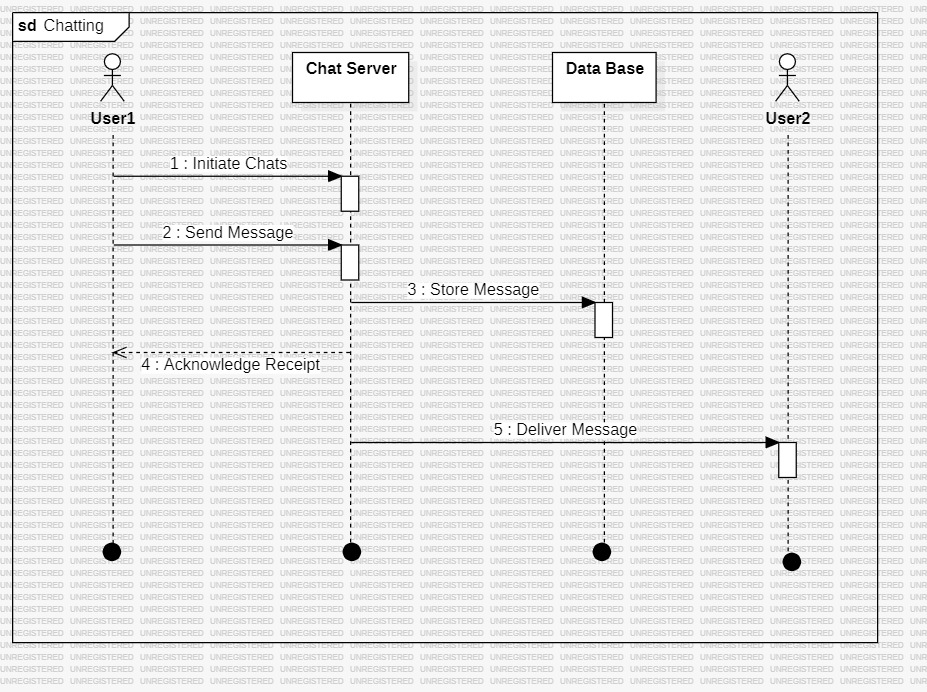 sd Chatting
User1
Chat Server
Data Base
User2
1 : Initiate Chats
2 : Send Message
3 : Store Message
4 : Acknowledge Receipt
5 : Deliver Message
UNREGISTERED